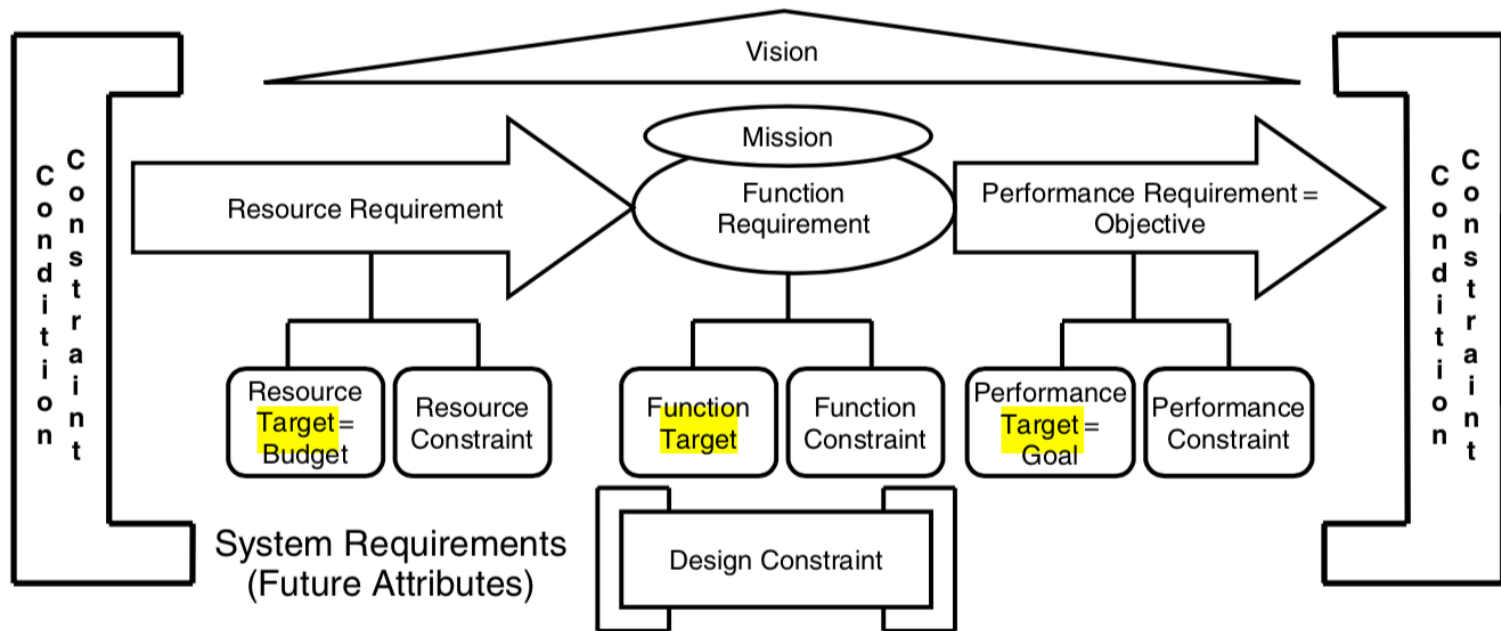 Vision
Mission
Condition
Constraint
Resource Requirement
Function
Requirement
Performance Requirement =
Objective
Condition
Constraint
Resource
Target =
Budget
Resource
Constraint
Function
Target
Function
Constraint
Performance
Target =
Goal
Performance
Constraint
System Requirements
(Future Attributes)
Design Constraint